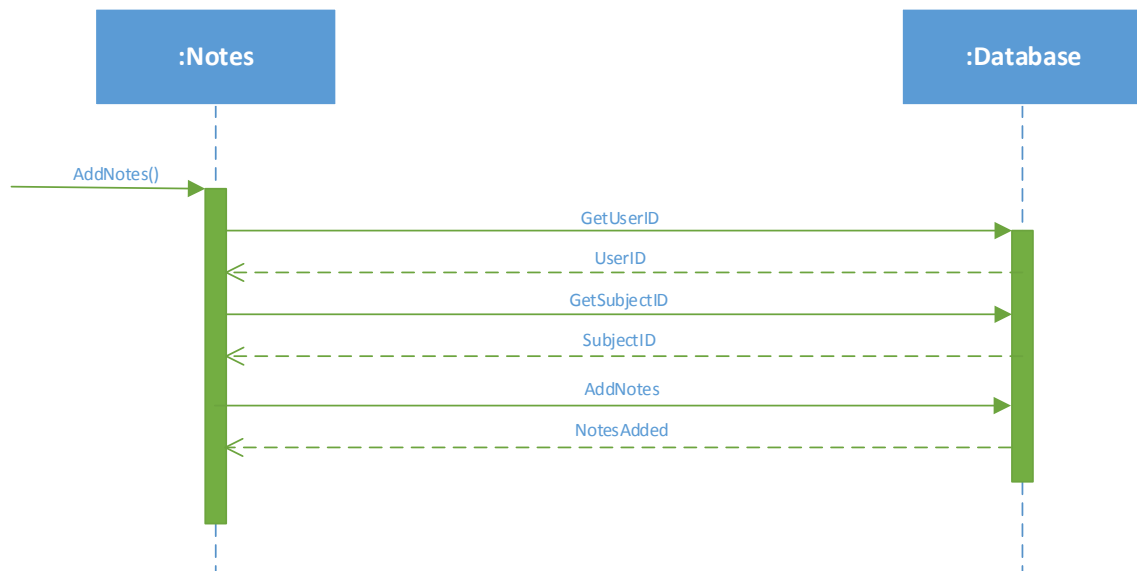 :Notes
:Database
AddNotes()
GetUserID
UserID
GetSubjectID
SubjectID
AddNotes
NotesAdded